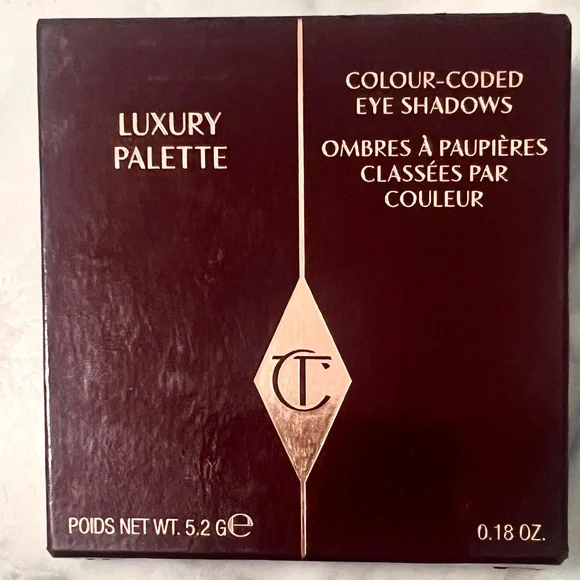 LUXURY
PALETTE
COLOUR-CODED
EYE SHADOWS
OMBRES À PAUPIÈRES
CLASSÉES PAR
COULEUR
CT
POIDS NET WT. 5.2 G℮
0.18 OZ.